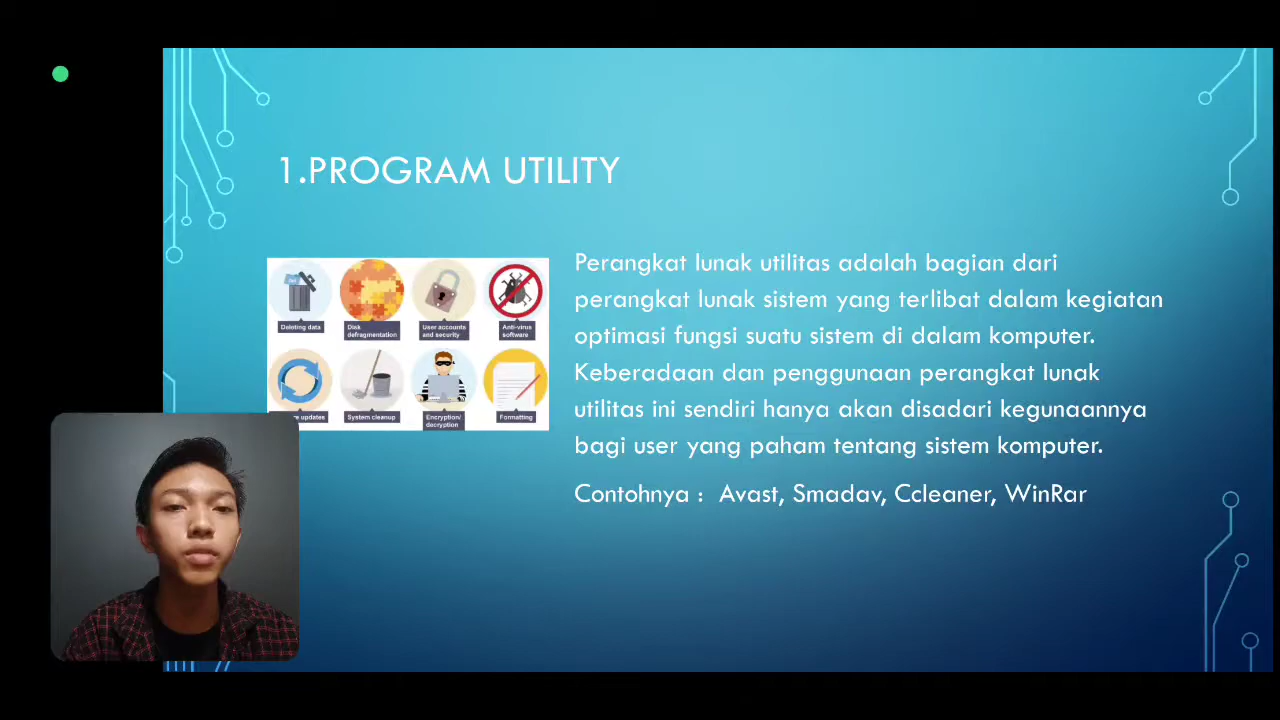 1.PROGRAM UTILITY
Deleting data
Disk
defragmentation
User accounts
and security
Anti-virus
software
updates
System cleanup
Encryption/
decryption
Formatting
Perangkat lunak utilitas adalah bagian dari
perangkat lunak sistem yang terlibat dalam kegiatan
optimasi fungsi suatu sistem di dalam komputer.
Keberadaan dan penggunaan perangkat lunak
utilitas ini sendiri hanya akan disadari kegunaannya
bagi user yang paham tentang sistem komputer.
Contohnya : Avast, Smadav, Ccleaner, WinRar